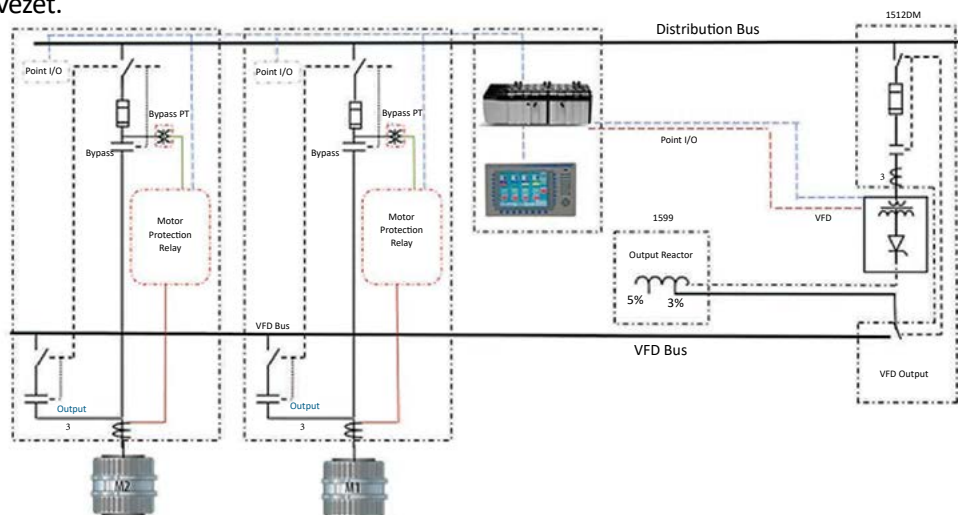 vezet.
1512DM
Distribution Bus
Point I/O
Point I/O
Bypass PT
Bypass PT
Bypass
Bypass
Point I/O
3
Motor
Protection
Relay
Motor
Protection
Relay
1599
VFD
Output Reactor
5%
3%
VFD Bus
VFD Bus
VFD Output
Output
Output
3
3
M2
M1